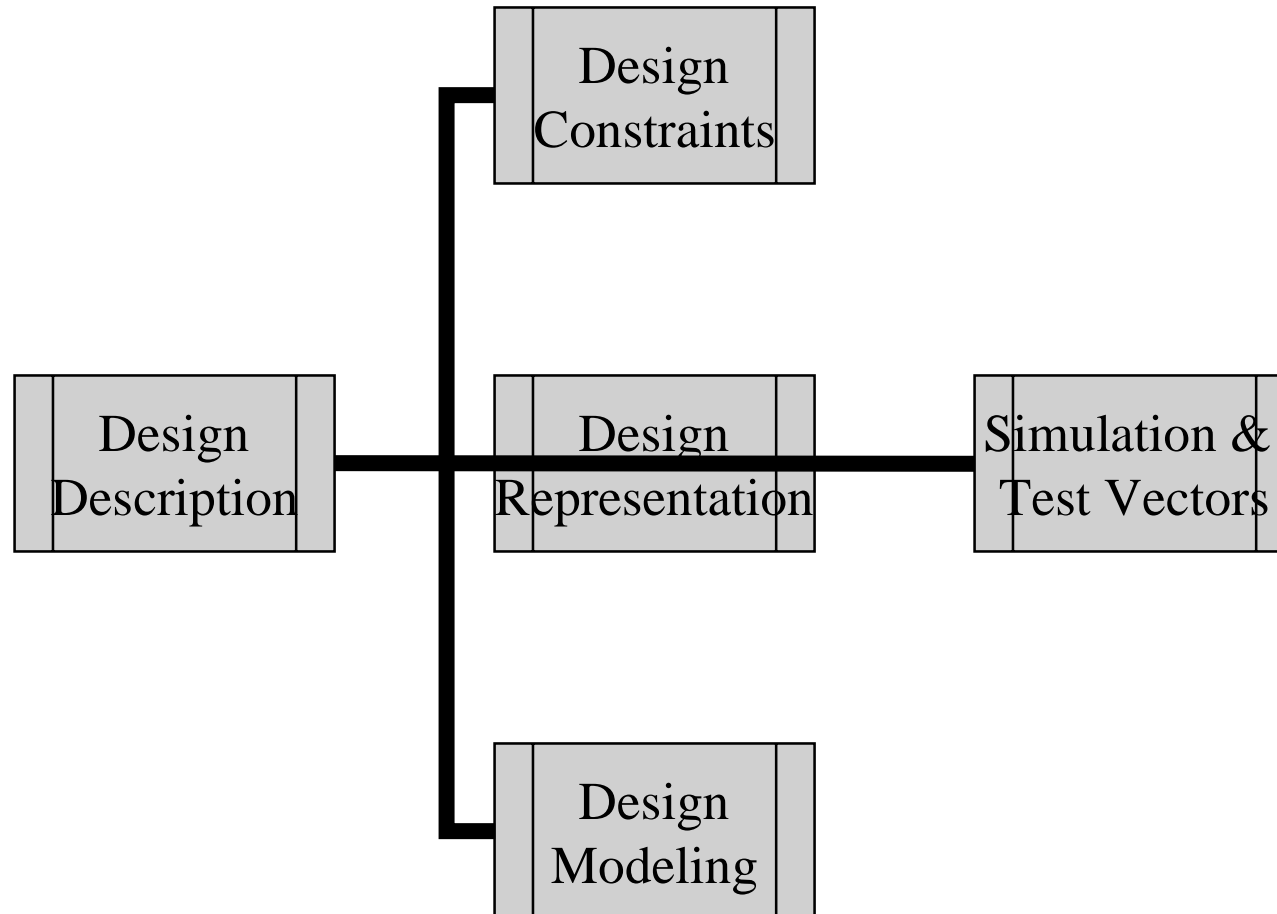 Design
Constraints
Design
Description
Design
Representation
Simulation &
Test Vectors
Design
Modeling